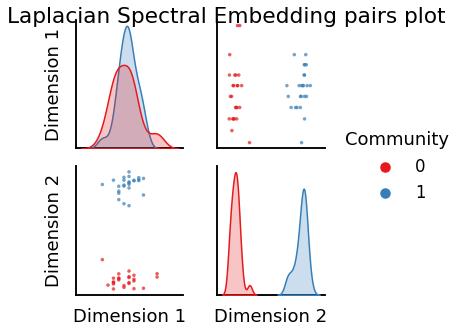 Laplacian Spectral Embedding pairs plot
Dimension 1
Community
0
1
Dimension 2
Dimension 1
Dimension 2